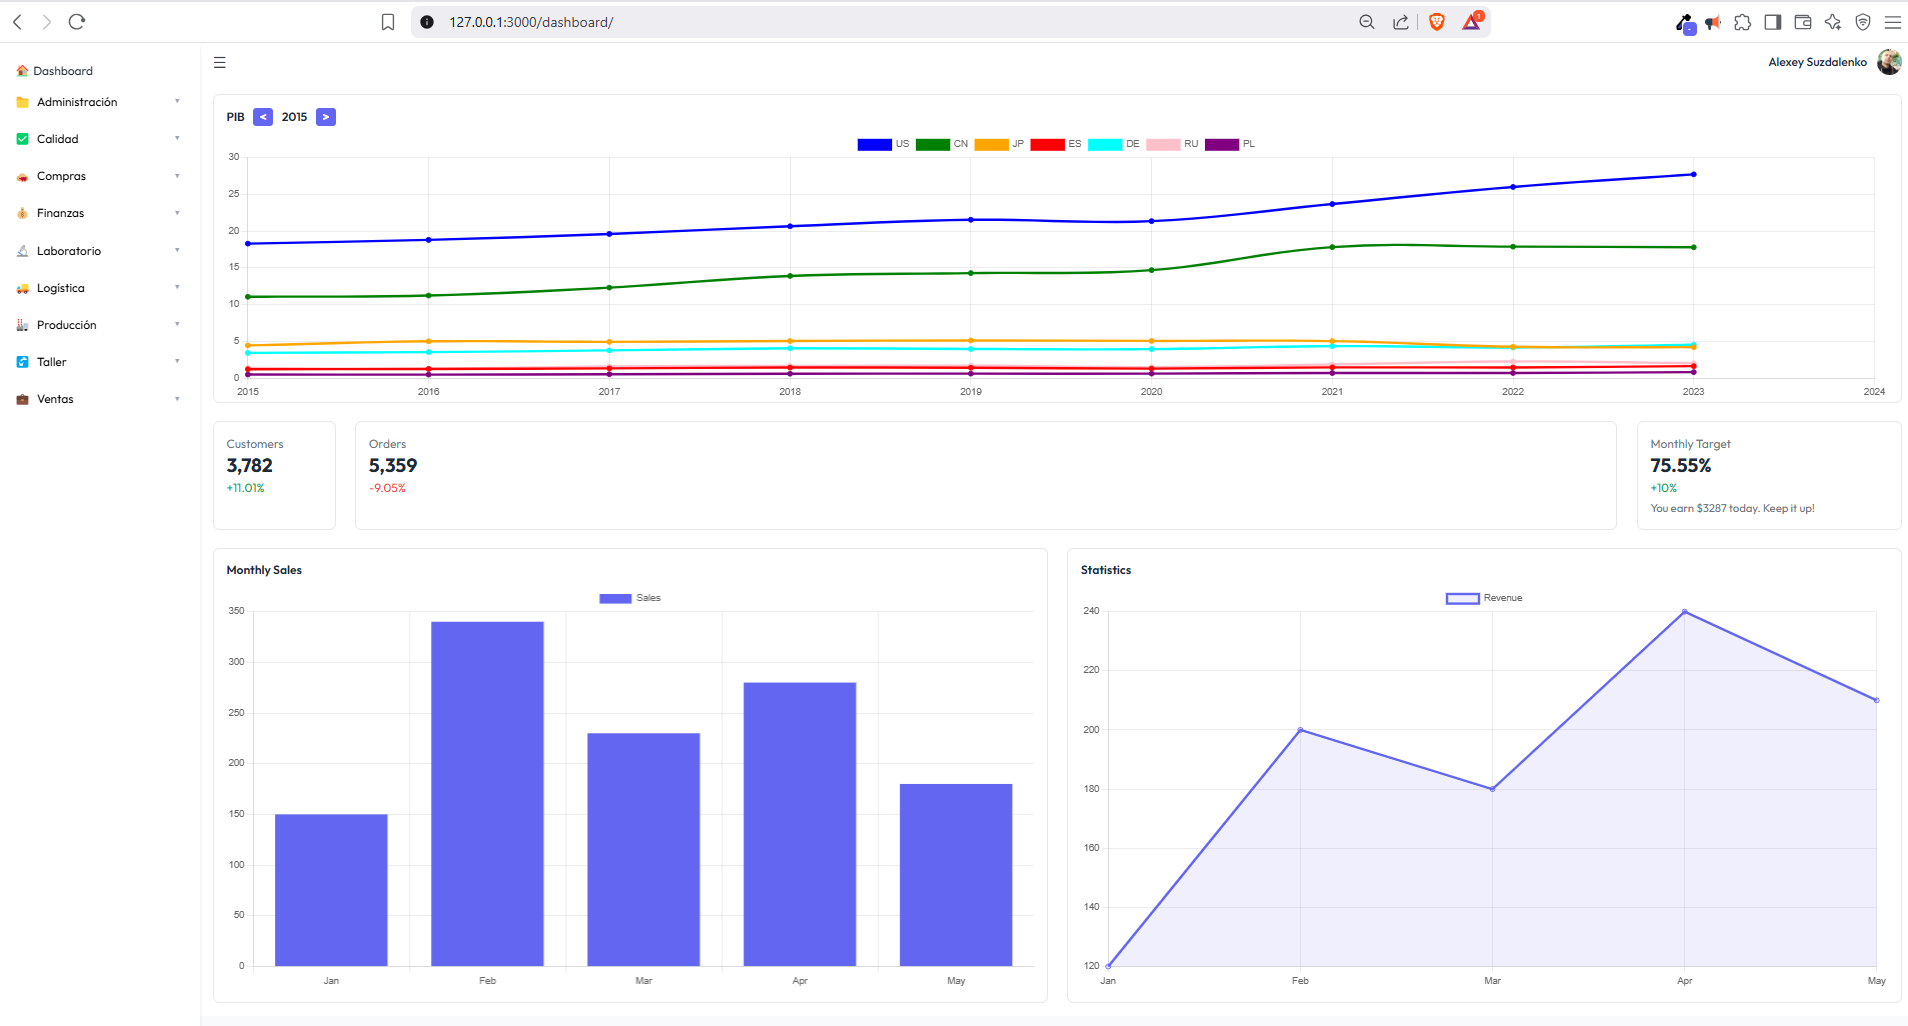 127.0.0.1:3000/dashboard/
1
Dashboard
Administración
Calidad
Compras
Finanzas
Laboratorio
Logística
Producción
Taller
Ventas
Alexey Suzdalenko
PIB < 2015 >
US CN JP ES DE RU PL
30
25
20
15
10
5
0
2015 2016 2017 2018 2019 2020 2021 2022 2023 2024
Customers
3,782
+11.01%
Orders
5,359
-9.05%
Monthly Target
75.55%
+10%
You earn $3287 today. Keep it up!
Monthly Sales
Sales
350
300
250
200
150
100
50
0
Jan Feb Mar Apr May
Statistics
Revenue
240
220
200
180
160
140
120
Jan Feb Mar Apr May